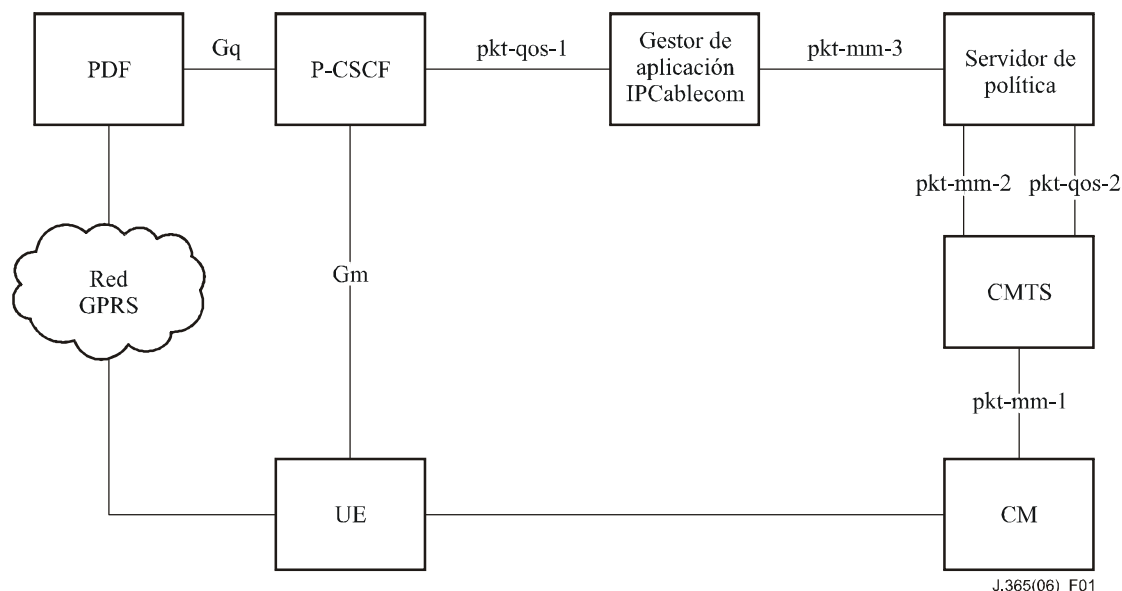 PDF
Gq
P-CSCF
pkt-qos-1
Gestor de
aplicación
IPCablecom
pkt-mm-3
Servidor de
política
pkt-mm-2
pkt-qos-2
Red
GPRS
Gm
CMTS
pkt-mm-1
UE
CM
J.365(06)_F01